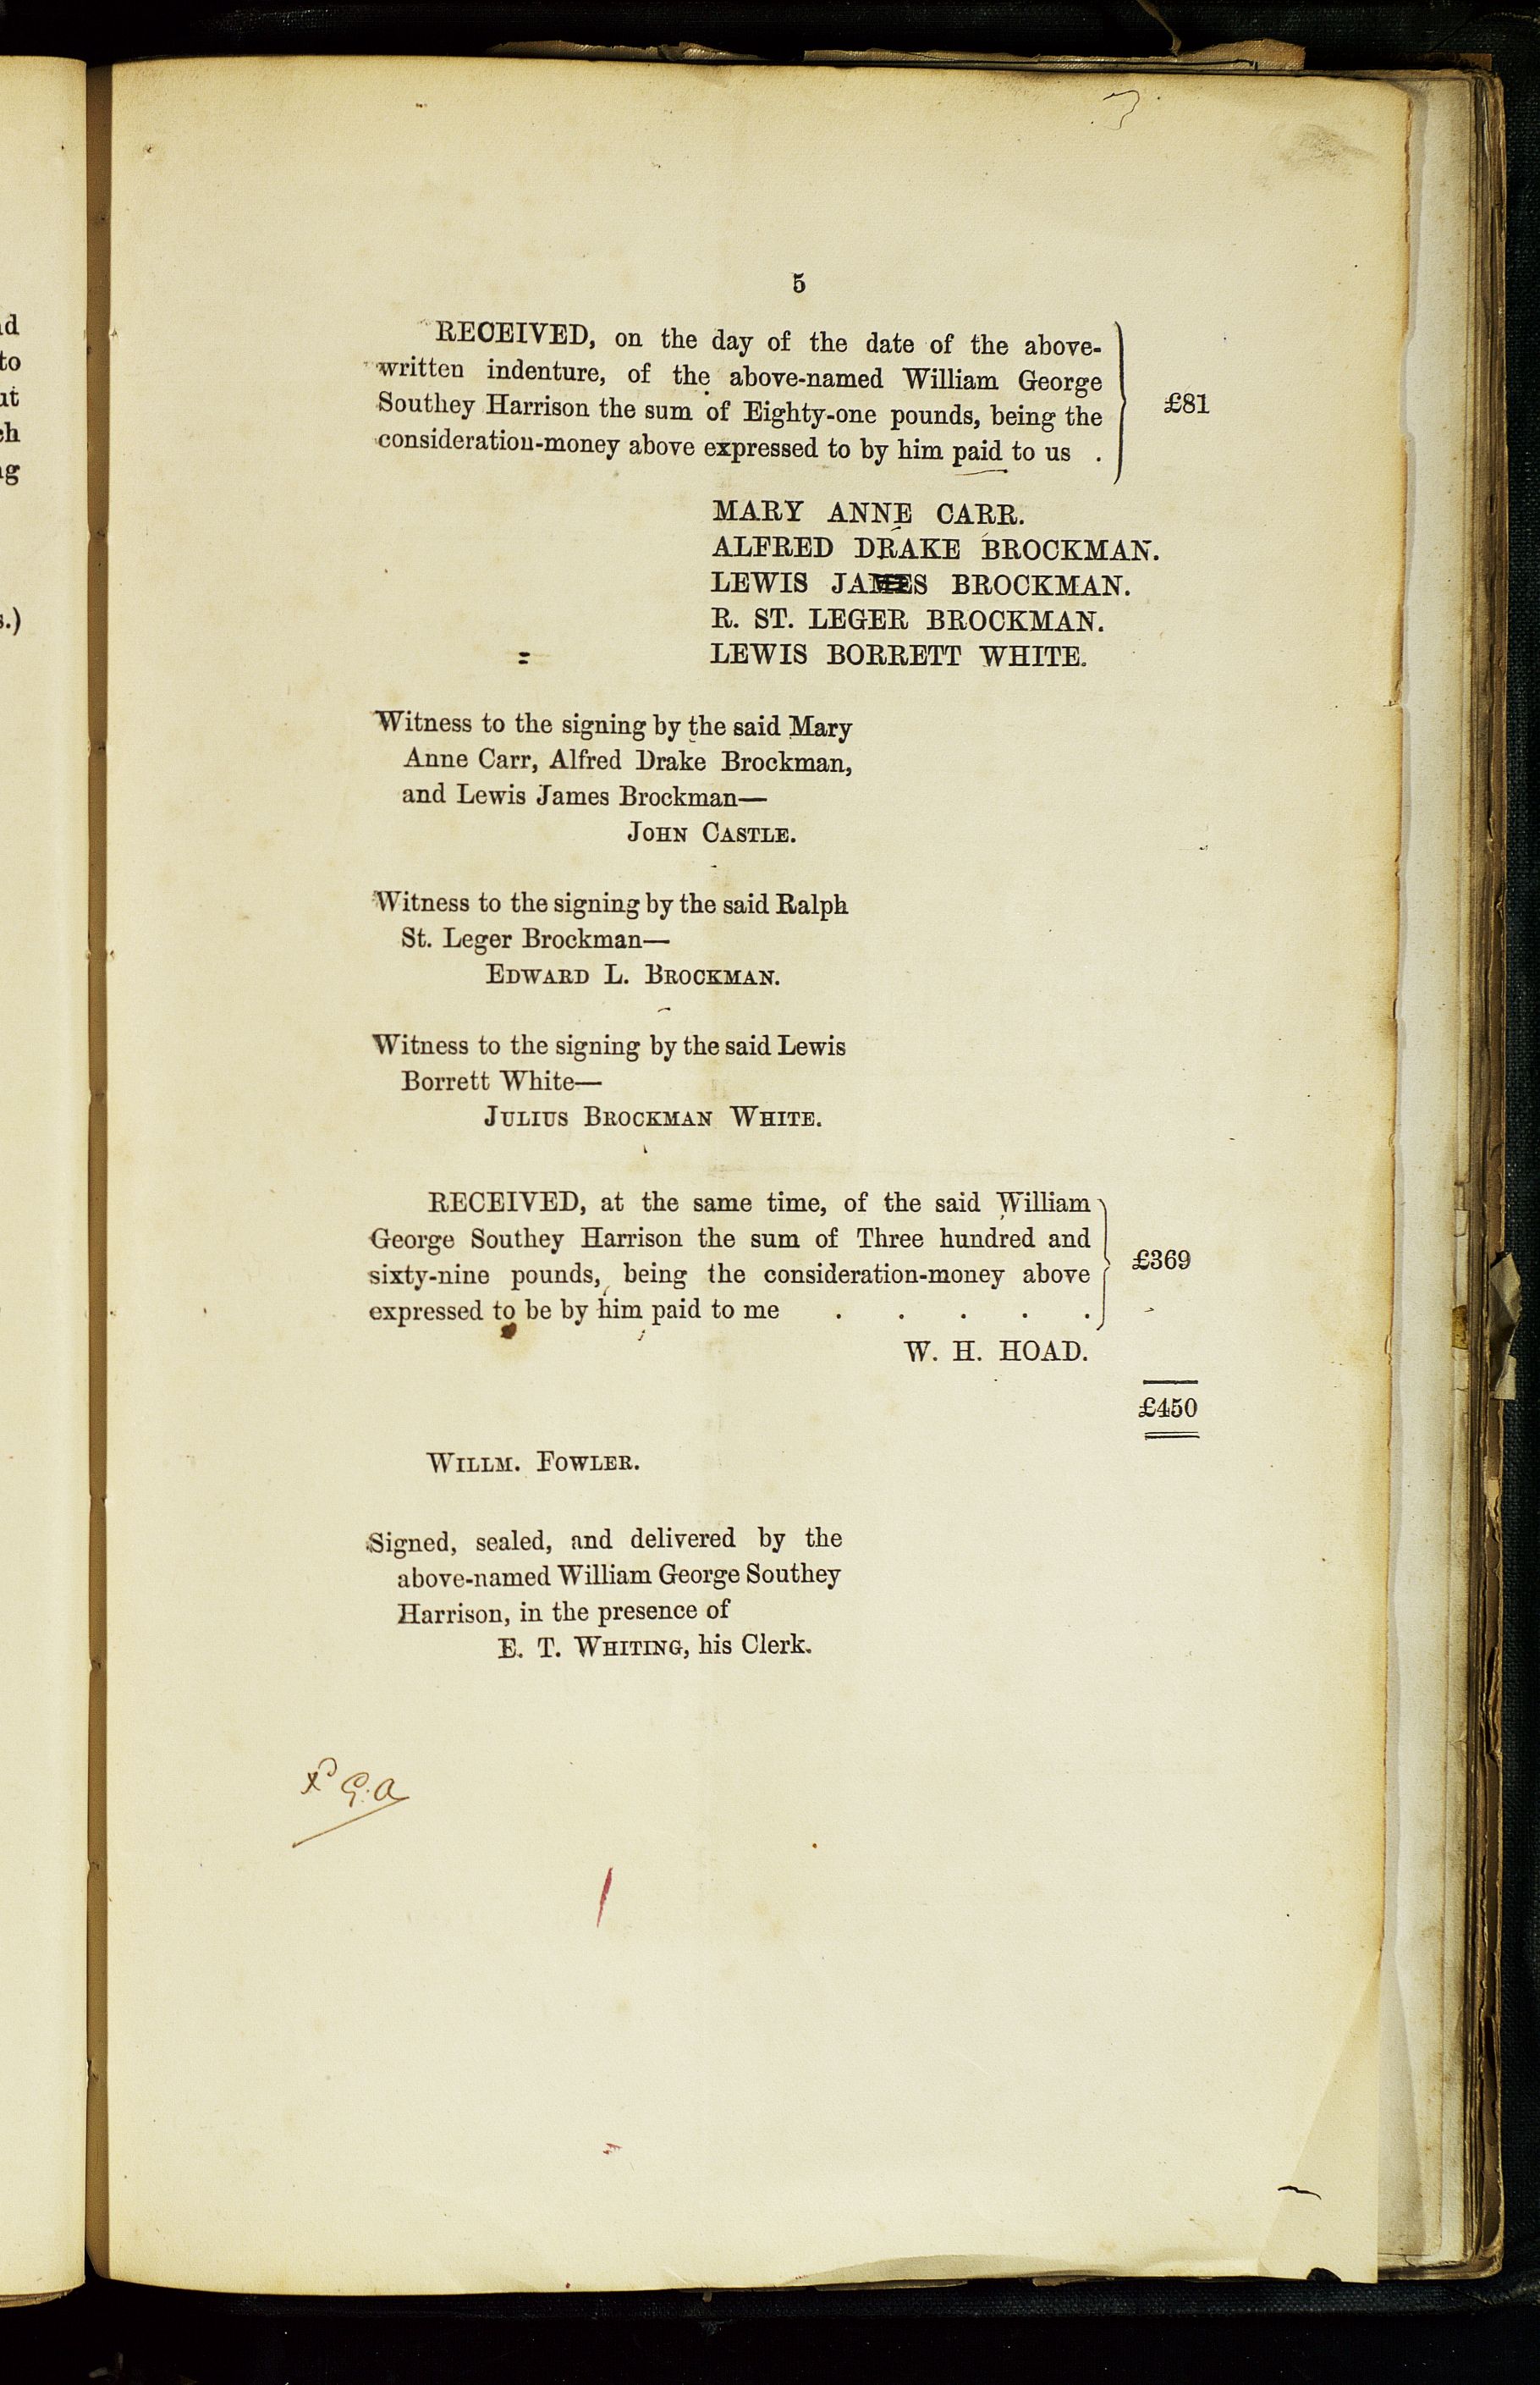 5
RECEIVED, on the day of the date of the above-
written indenture, of the above-named William George
Southey Harrison the sum of Eighty-one pounds, being the
consideration-money above expressed to by him paid to us .
£81
MARY ANNE CARR.
ALFRED DRAKE BROCKMAN.
LEWIS JAMES BROCKMAN.
R. ST. LEGER BROCKMAN.
LEWIS BORRETT WHITE.
Witness to the signing by the said Mary
Anne Carr, Alfred Drake Brockman,
and Lewis James Brockman—
JOHN CASTLE.
Witness to the signing by the said Ralph
St. Leger Brockman—
EDWARD L. BROCKMAN.
Witness to the signing by the said Lewis
Borrett White—
JULIUS BROCKMAN WHITE.
RECEIVED, at the same time, of the said William
George Southey Harrison the sum of Three hundred and
sixty-nine pounds, being the consideration-money above
expressed to be by him paid to me . . . . .
£369
W. H. HOAD.
£450
WILLM. FOWLER.
Signed, sealed, and delivered by the
above-named William George Southey
Harrison, in the presence of
E. T. WHITING, his Clerk.